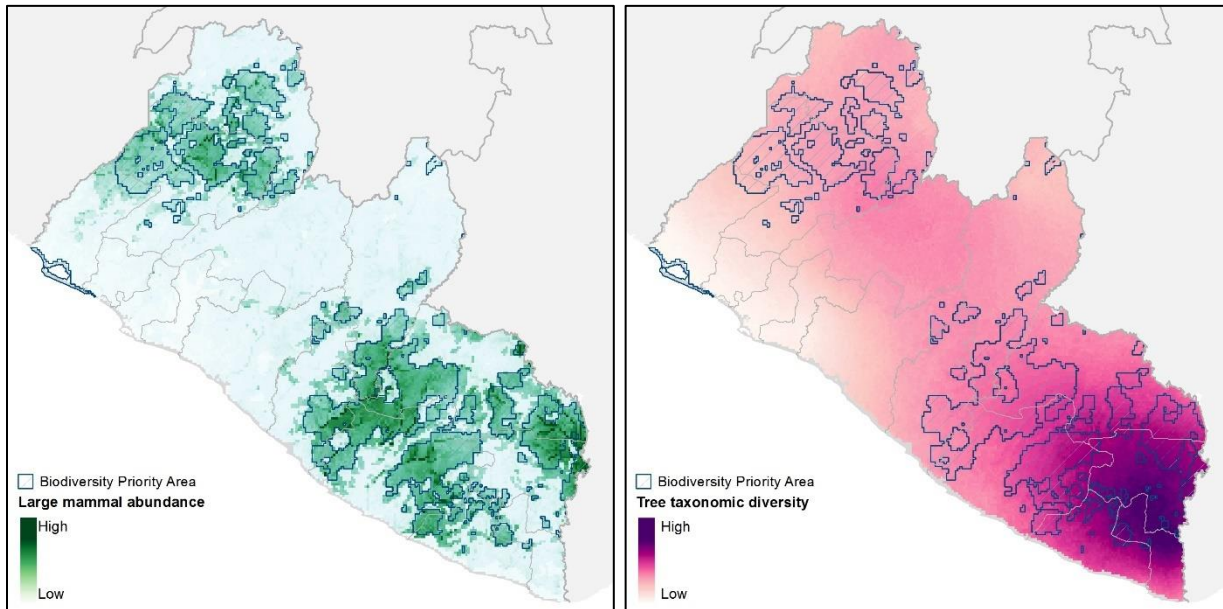 Biodiversity Priority Area
Large mammal abundance
High
Low
Biodiversity Priority Area
Tree taxonomic diversity
High
Low